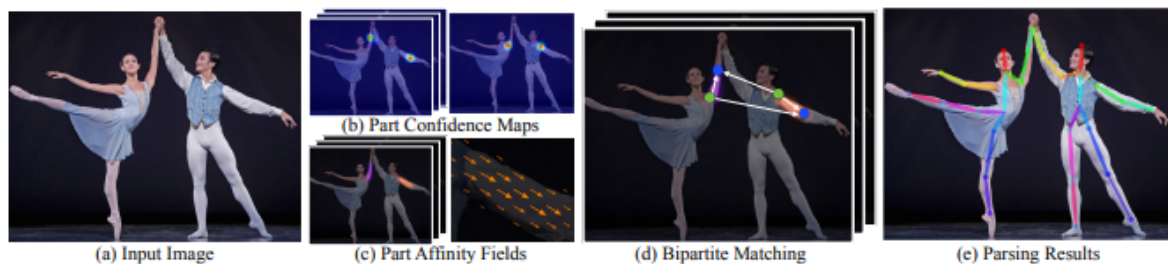 (a) Input Image
(b) Part Confidence Maps
(c) Part Affinity Fields
(d) Bipartite Matching
(e) Parsing Results